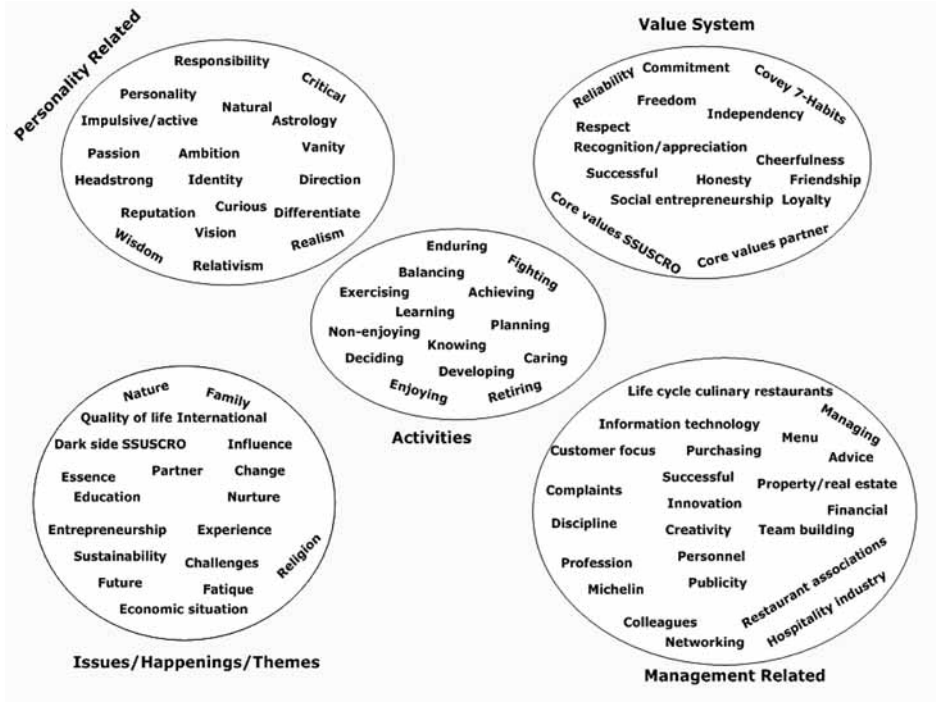 Personality Related
Responsibility
Critical
Personality
Natural
Impulsive/active
Astrology
Passion
Ambition
Vanity
Headstrong
Identity
Direction
Reputation
Curious
Differentiate
Vision
Wisdom
Realism
Relativism
Value System
Reliability
Commitment
Covey 7-Habits
Freedom
Independency
Respect
Recognition/appreciation
Cheerfulness
Successful
Honesty
Friendship
Social entrepreneurship
Loyalty
Core values SSUSCRO
Core values partner
Enduring
Fighting
Balancing
Exercising
Achieving
Learning
Planning
Non-enjoying
Knowing
Deciding
Caring
Developing
Enjoying
Retiring
Activities
Nature
Family
Quality of life International
Dark side SSUSCRO
Influence
Essence
Partner
Change
Education
Nurture
Entrepreneurship
Experience
Religion
Sustainability
Challenges
Future
Fatique
Economic situation
Issues/Happenings/Themes
Life cycle culinary restaurants
Managing
Information technology
Menu
Customer focus
Purchasing
Advice
Successful
Property/real estate
Complaints
Innovation
Financial
Discipline
Creativity
Team building
Profession
Personnel
Michelin
Publicity
Restaurant associations
Hospitality industry
Colleagues
Networking
Management Related